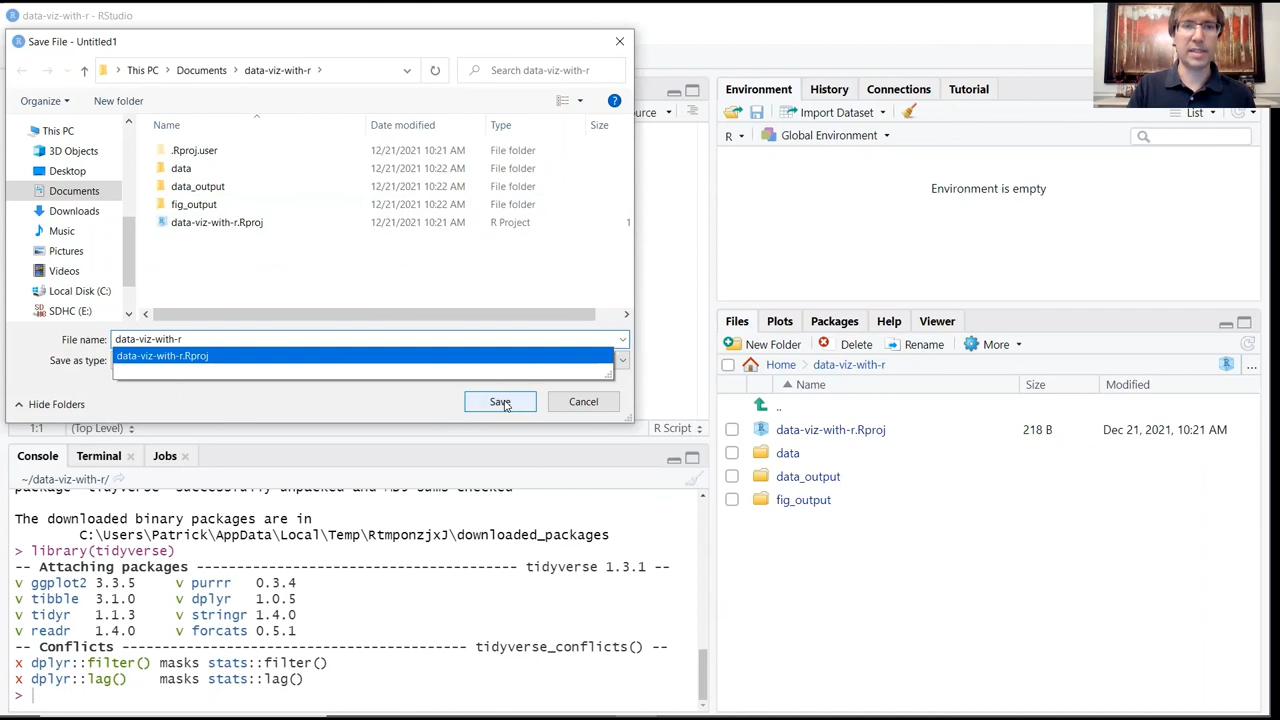 data-viz-with-r - RStudio
Save File - Untitled1
This PC
Documents
data-viz-with-r
Search data-viz-with-r
Organize
New folder
Name
Date modified
Type
Size
This PC
3D Objects
Desktop
Documents
Downloads
Music
Pictures
Videos
Local Disk (C:)
SDHC (E:)
.Rproj.user 12/21/2021 10:21 AM File folder
data 12/21/2021 10:22 AM File folder
data_output 12/21/2021 10:22 AM File folder
fig_output 12/21/2021 10:22 AM File folder
data-viz-with-r.Rproj 12/21/2021 10:21 AM R Project 1
File name: data-viz-with-r
data-viz-with-r.Rproj
Save as type:
Hide Folders
Save
Cancel
ource
1:1 (Top Level) R Script
Console Terminal Jobs
~/data-viz-with-r/
package 'tidyverse' successfully unpacked and MD5 sums checked
The downloaded binary packages are in
C:\Users\Patrick\AppData\Local\Temp\RtmponzjxJ\downloaded_packages
> library(tidyverse)
-- Attaching packages --------------------------------------- tidyverse 1.3.1 --
v ggplot2 3.3.5 v purrr 0.3.4
v tibble 3.1.0 v dplyr 1.0.5
v tidyr 1.1.3 v stringr 1.4.0
v readr 1.4.0 v forcats 0.5.1
-- Conflicts ------------------------------------------ tidyverse_conflicts() --
x dplyr::filter() masks stats::filter()
x dplyr::lag() masks stats::lag()
>
Environment History Connections Tutorial
Import Dataset
List
R Global Environment
Environment is empty
Files Plots Packages Help Viewer
New Folder Delete Rename More
Home data-viz-with-r
...
Name Size Modified
..
data-viz-with-r.Rproj 218 B Dec 21, 2021, 10:21 AM
data
data_output
fig_output